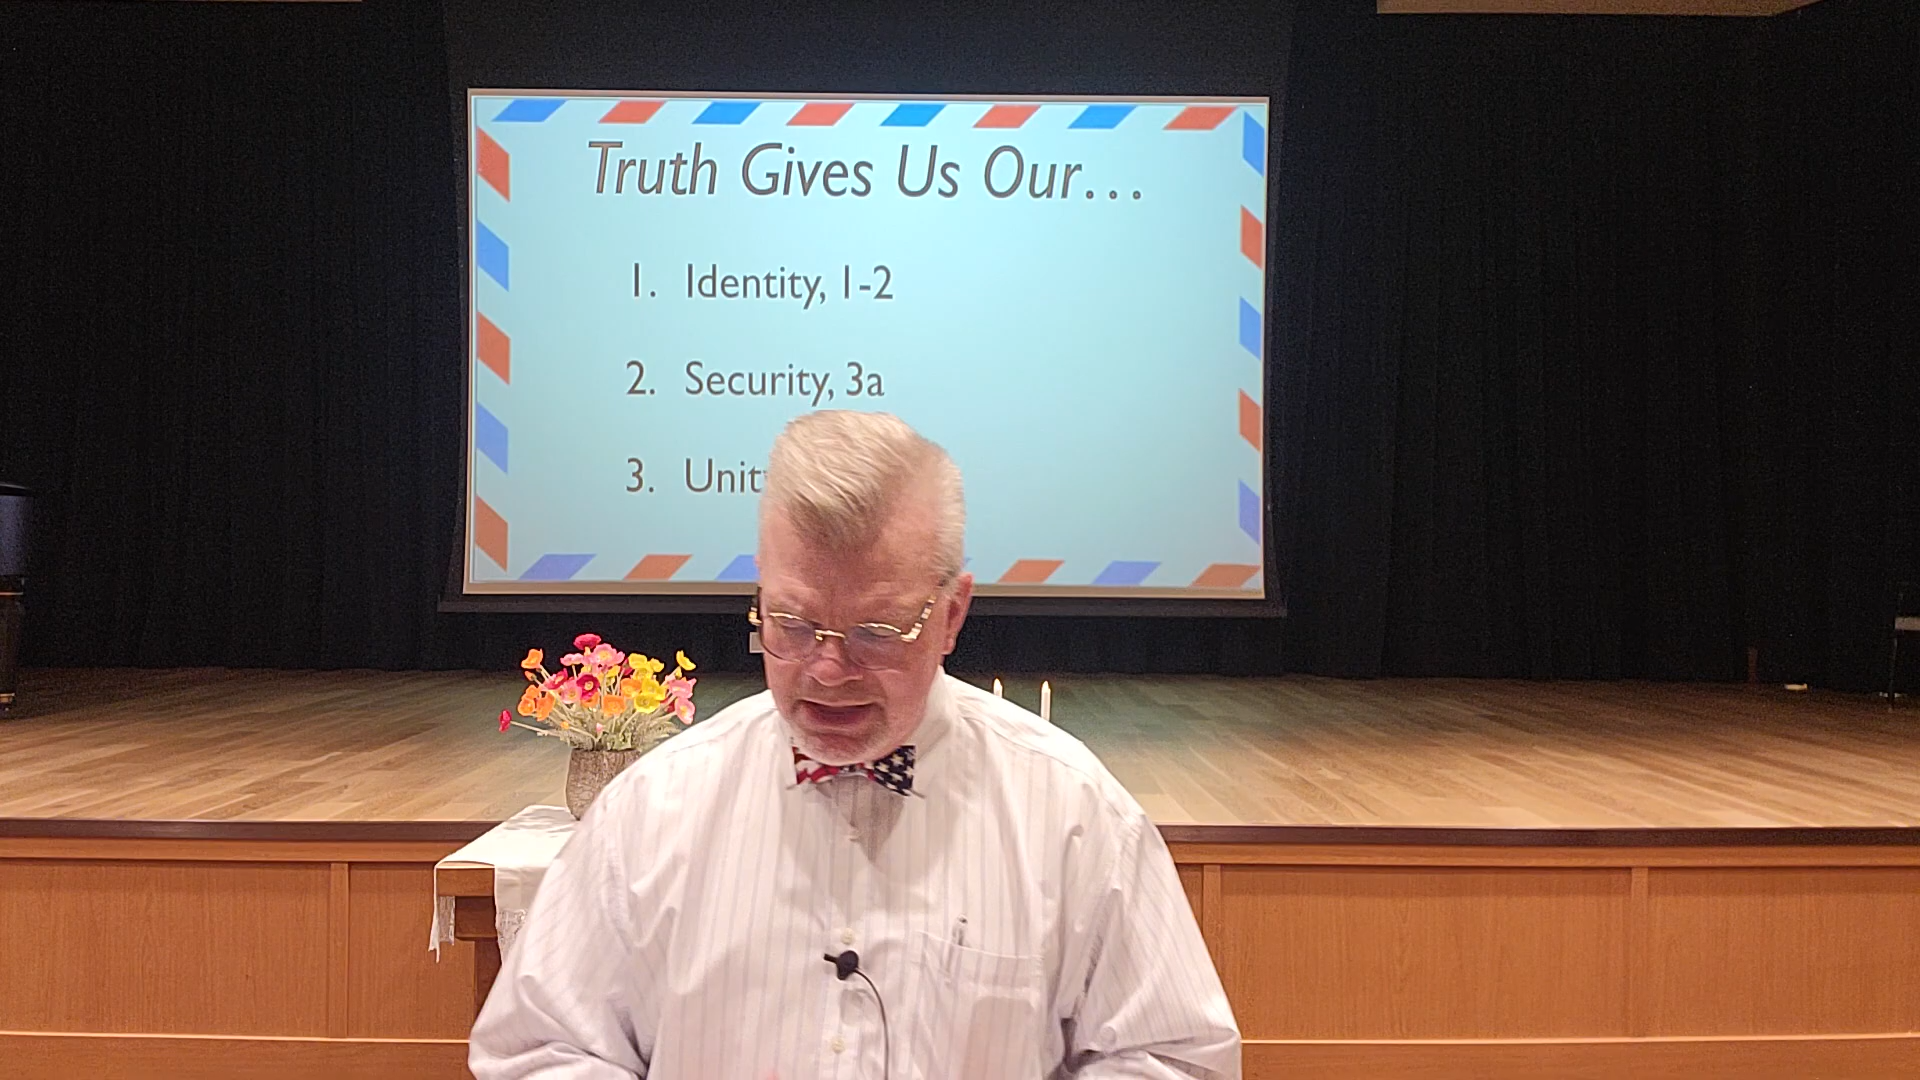 Truth Gives Us Our...
1. Identity, 1-2
2. Security, 3a
3.